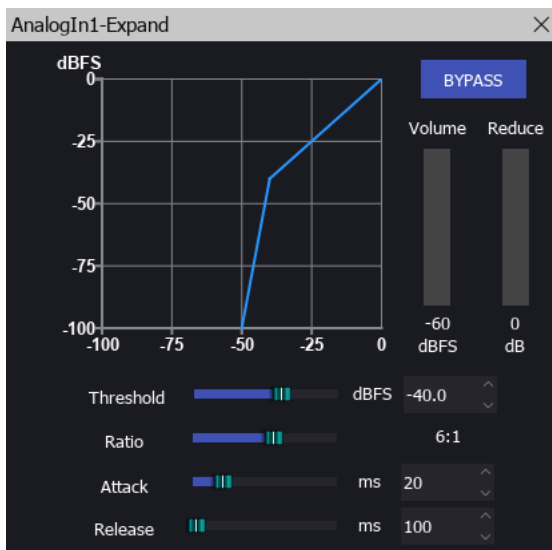 AnalogIn1-Expand
dBFS
BYPASS
0
Volume Reduce
-25
-50
-75
-100
-100 -75 -50 -25 0
-60 0
dBFS dB
Threshold dBFS -40.0
Ratio 6:1
Attack ms 20
Release ms 100